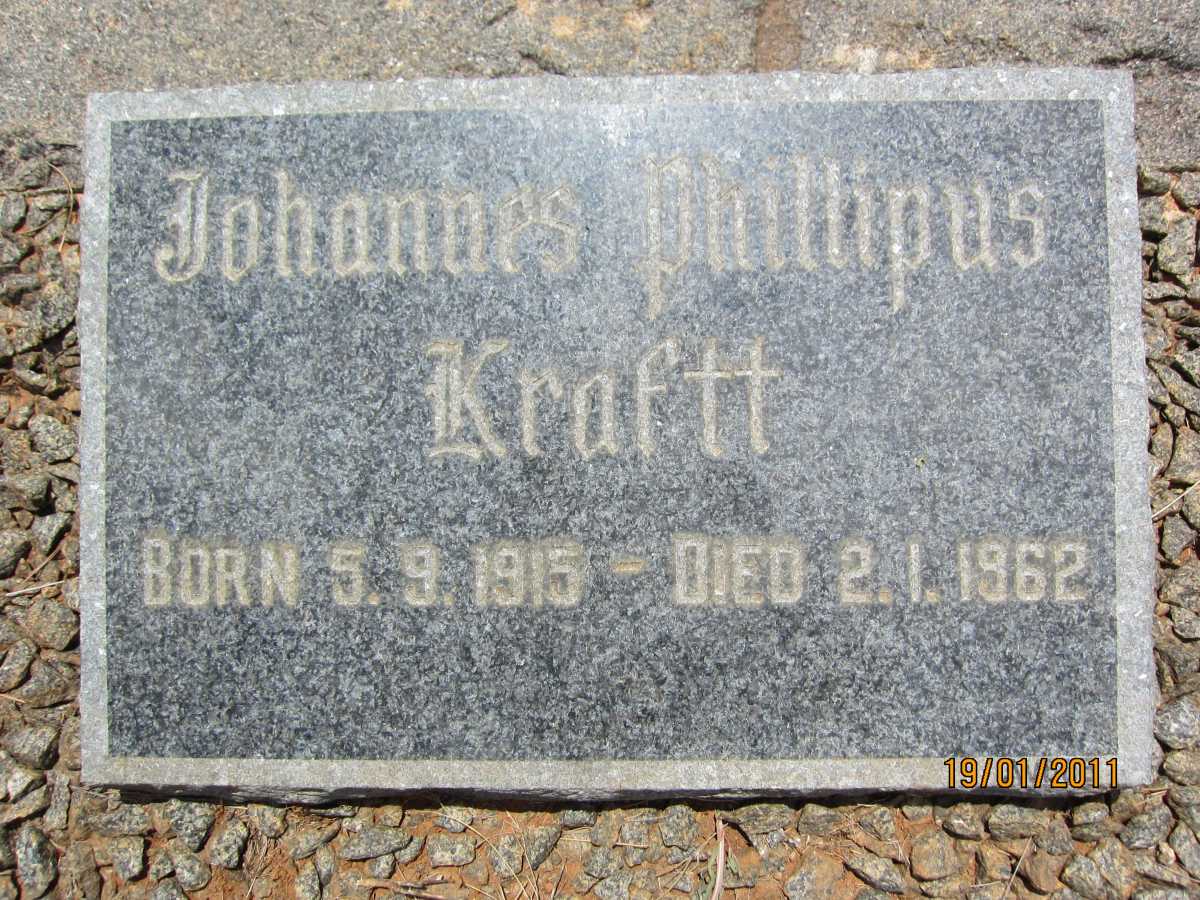 Johannes Phillipus
Kraftt
BORN 5.9.1915 - DIED 2.1.1962
19/01/2011